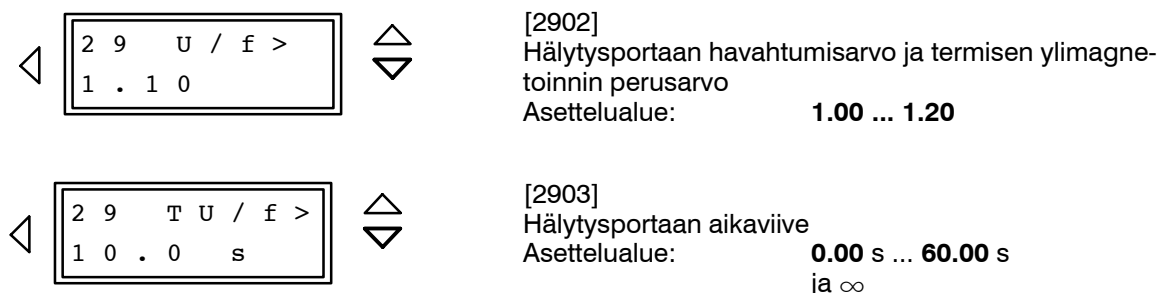 29 U/f>
1.10
[2902]
Hälytysportaan havahtumisarvo ja termisen ylimagne-
toinnin perusarvo
Asettelualue: 1.00 ... 1.20
29 TU/f>
10.0 s
[2903]
Hälytysportaan aikaviive
Asettelualue: 0.00 s ... 60.00 s
ja ∞